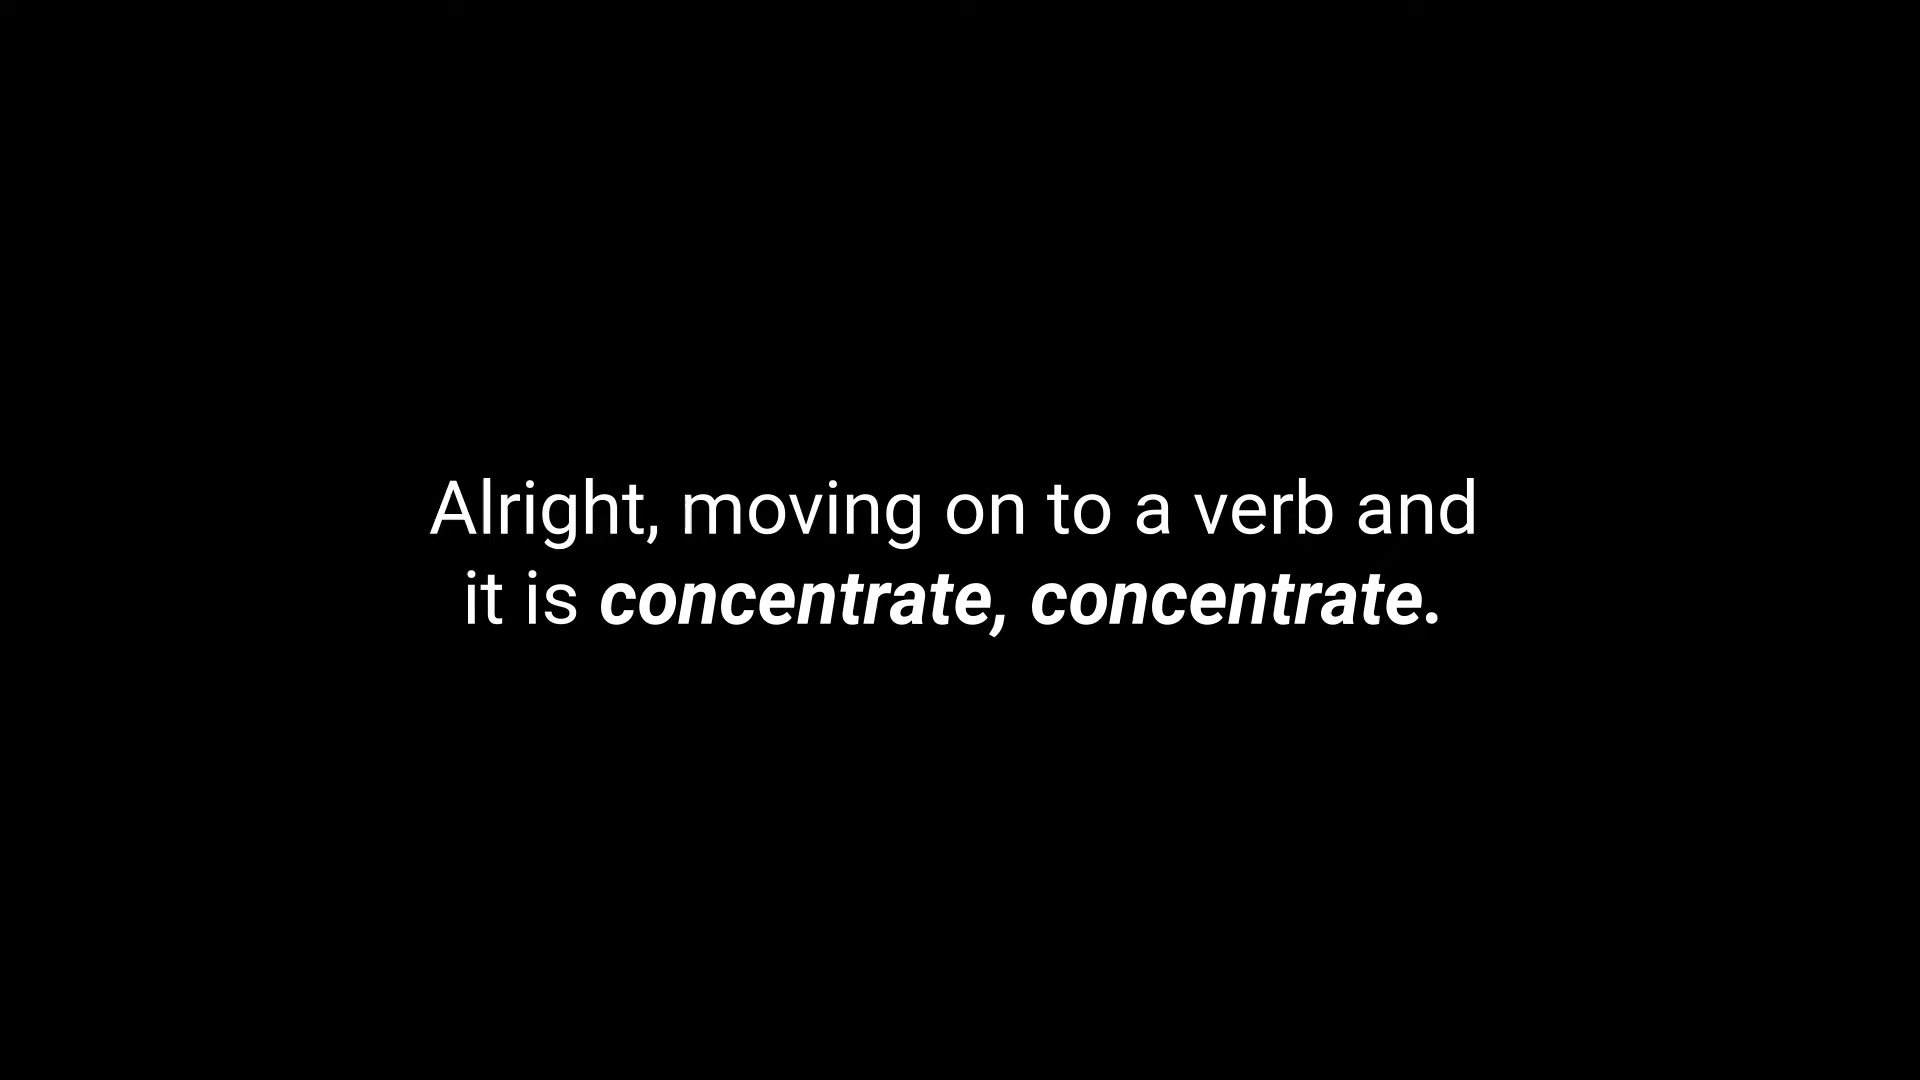 Alright, moving on to a verb and
it is concentrate, concentrate.